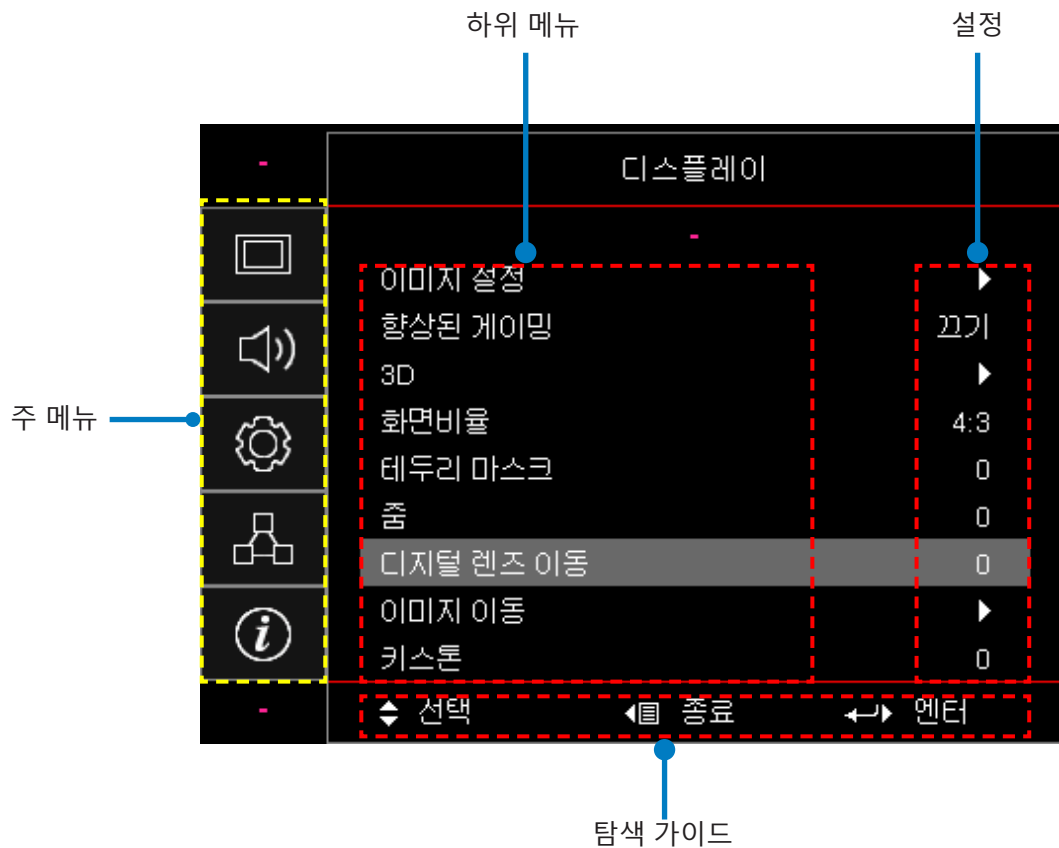 하위 메뉴 설정
- 디스플레이
-
이미지 설정
향상된 게이밍 끄기
3D
화면비율 4:3
테두리 마스크 0
줌 0
디지털 렌즈 이동 0
이미지 이동
키스톤 0
주 메뉴
- 선택 종료 엔터
탐색 가이드